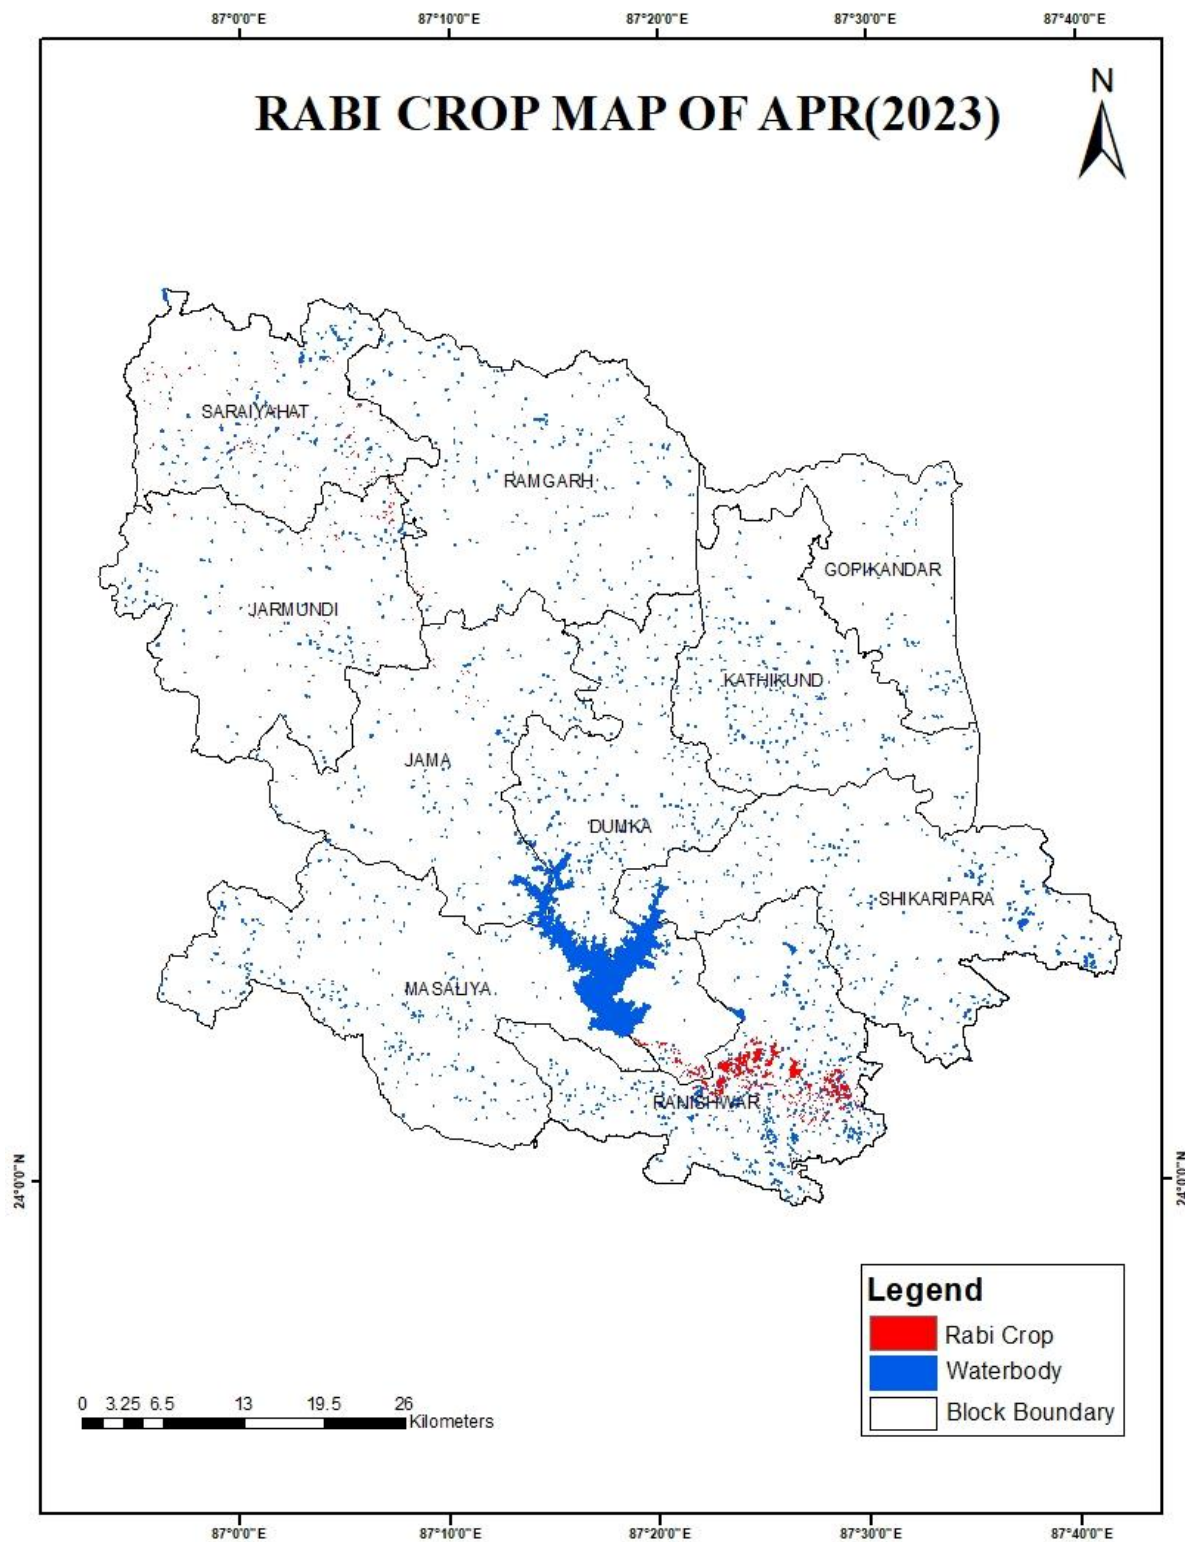 87°0'0"E 87°10'0"E 87°20'0"E 87°30'0"E 87°40'0"E
N
RABI CROP MAP OF APR(2023)
SARAIYAHAT
RAMGARH
GOPIKANDAR
JARMUNDI
KATHIKUND
JAMA
DUMKA
SHIKARIPARA
MASALIYA
RANISHWAR
24°0'0"N 24°0'0"N
Legend
Rabi Crop
Waterbody
Block Boundary
0 3.25 6.5 13 19.5 26
Kilometers
87°0'0"E 87°10'0"E 87°20'0"E 87°30'0"E 87°40'0"E